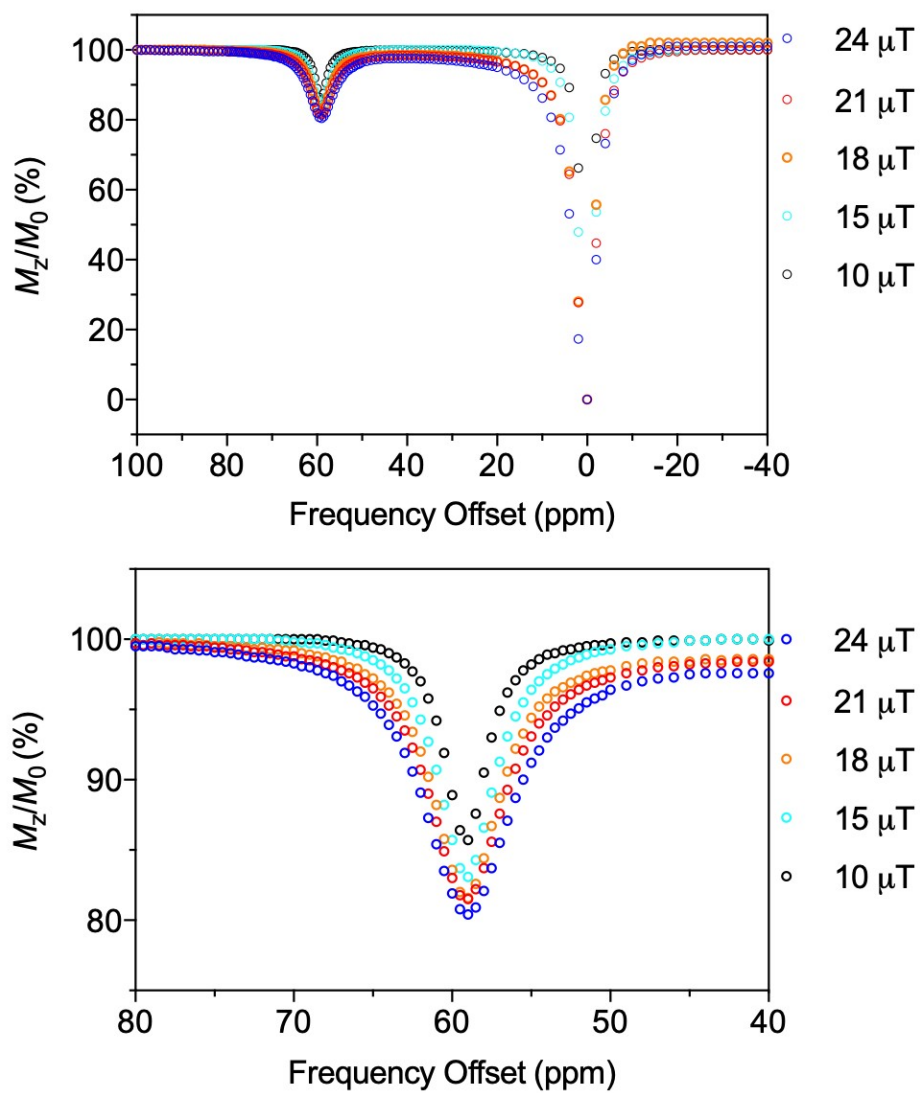 100
80
60
40
20
0
M_z/M_0 (%)
100 80 60 40 20 0 -20 -40
Frequency Offset (ppm)
24 μT
21 μT
18 μT
15 μT
10 μT
100
90
80
M_z/M_0 (%)
80 70 60 50 40
Frequency Offset (ppm)
24 μT
21 μT
18 μT
15 μT
10 μT